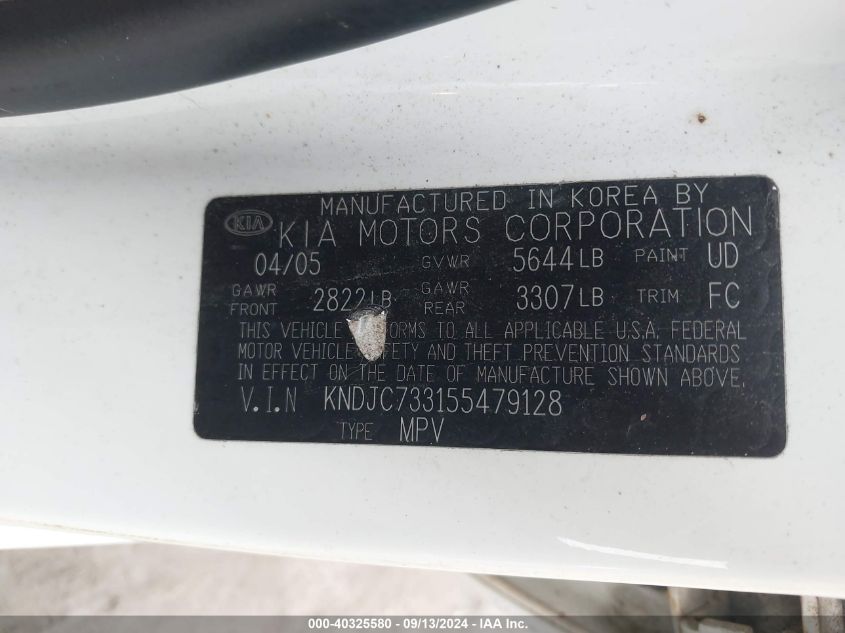 MANUFACTURED IN KOREA BY
KIA KIA MOTORS CORPORATION
04/05 GVWR 5644LB PAINT UD
GAWR FRONT 2822LB GAWR REAR 3307LB TRIM FC
THIS VEHICLE TO ALL APPLICABLE U.S.A. FEDERAL
MOTOR VEHICLE AND THEFT PREVENTION STANDARDS
IN EFFECT ON THE DATE OF MANUFACTURE SHOWN ABOVE.
V.I.N KNDJC733155479128
TYPE MPV
000-40325580 - 09/13/2024 - IAA Inc.